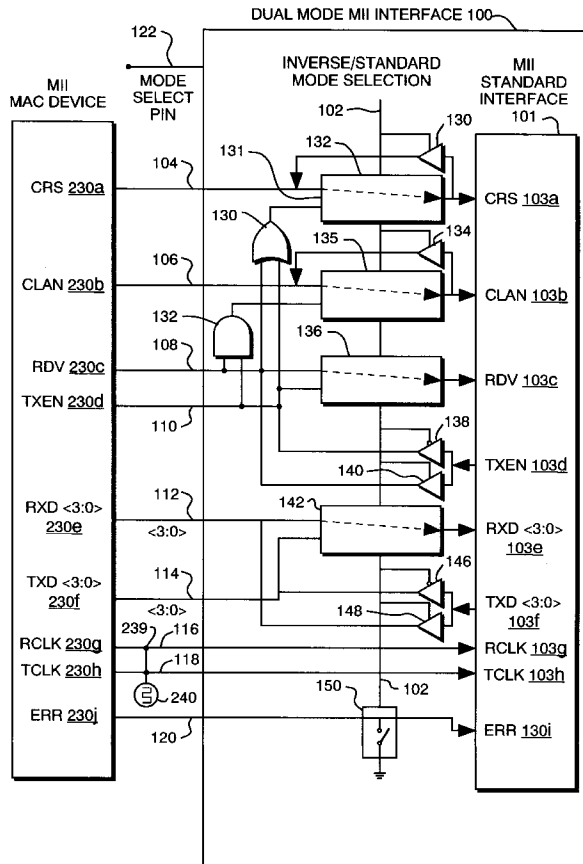 DUAL MODE MII INTERFACE 100
122
MII
MAC DEVICE
MODE
SELECT
PIN
INVERSE/STANDARD
MODE SELECTION
MII
STANDARD
INTERFACE
101
102
130
132
131
104
CRS 230a
CRS 103a
130
134
135
106
CLAN 230b
CLAN 103b
132
136
108
RDV 230c
RDV 103c
TXEN 230d
110
138
TXEN 103d
140
112
142
RXD <3:0>
230e
<3:0>
RXD <3:0>
103e
114
146
TXD <3:0>
230f
<3:0>
TXD <3:0>
103f
148
RCLK 230g
239
116
RCLK 103g
TCLK 230h
118
TCLK 103h
240
150
102
ERR 230j
120
ERR 130i